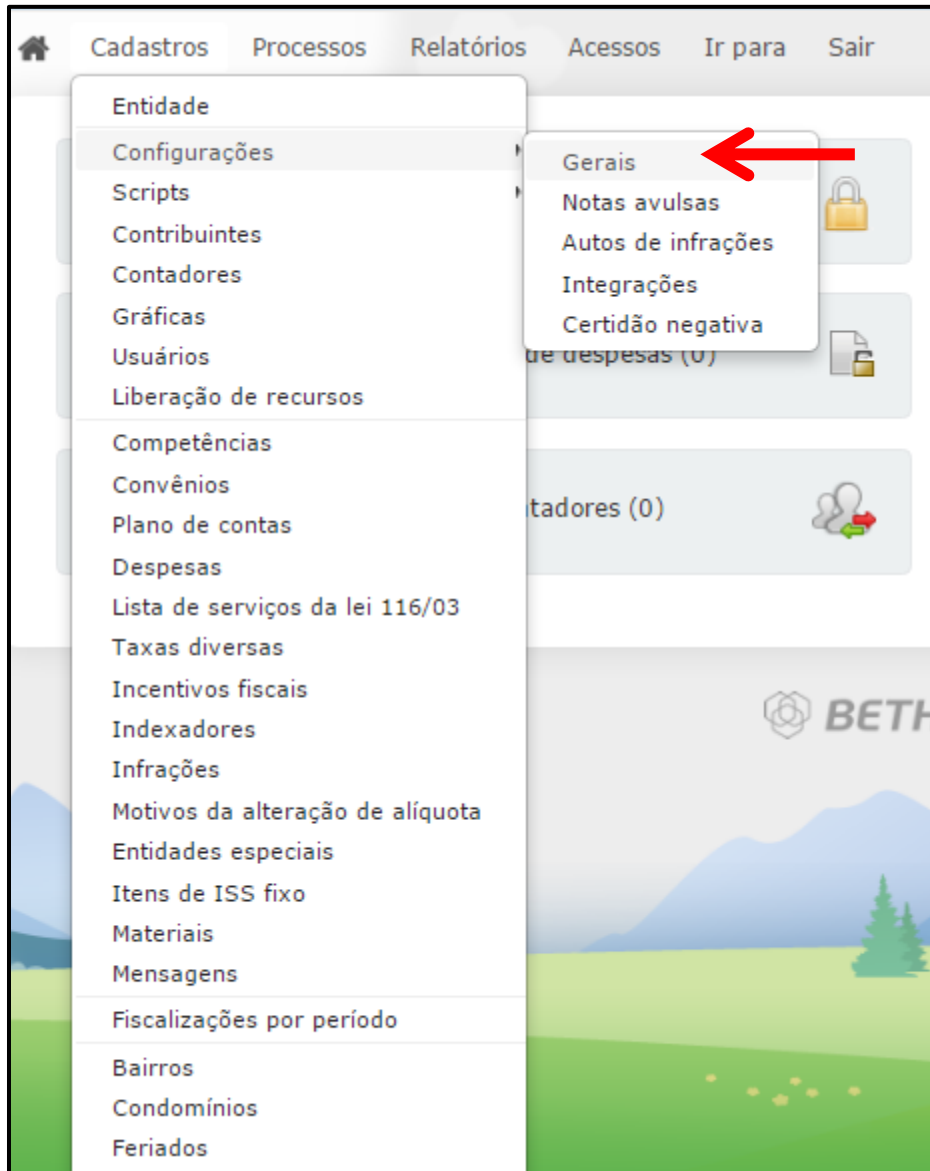 Cadastros Processos Relatórios Acessos Ir para Sair
Entidade
Configurações
Scripts
Contribuintes
Contadores
Gráficas
Usuários
Liberação de recursos
Competências
Convênios
Plano de contas
Despesas
Lista de serviços da lei 116/03
Taxas diversas
Incentivos fiscais
Indexadores
Infrações
Motivos da alteração de alíquota
Entidades especiais
Itens de ISS fixo
Materiais
Mensagens
Fiscalizações por período
Bairros
Condomínios
Feriados
Gerais
Notas avulsas
Autos de infrações
Integrações
Certidão negativa
de despesas (0)
tadores (0)
BETH